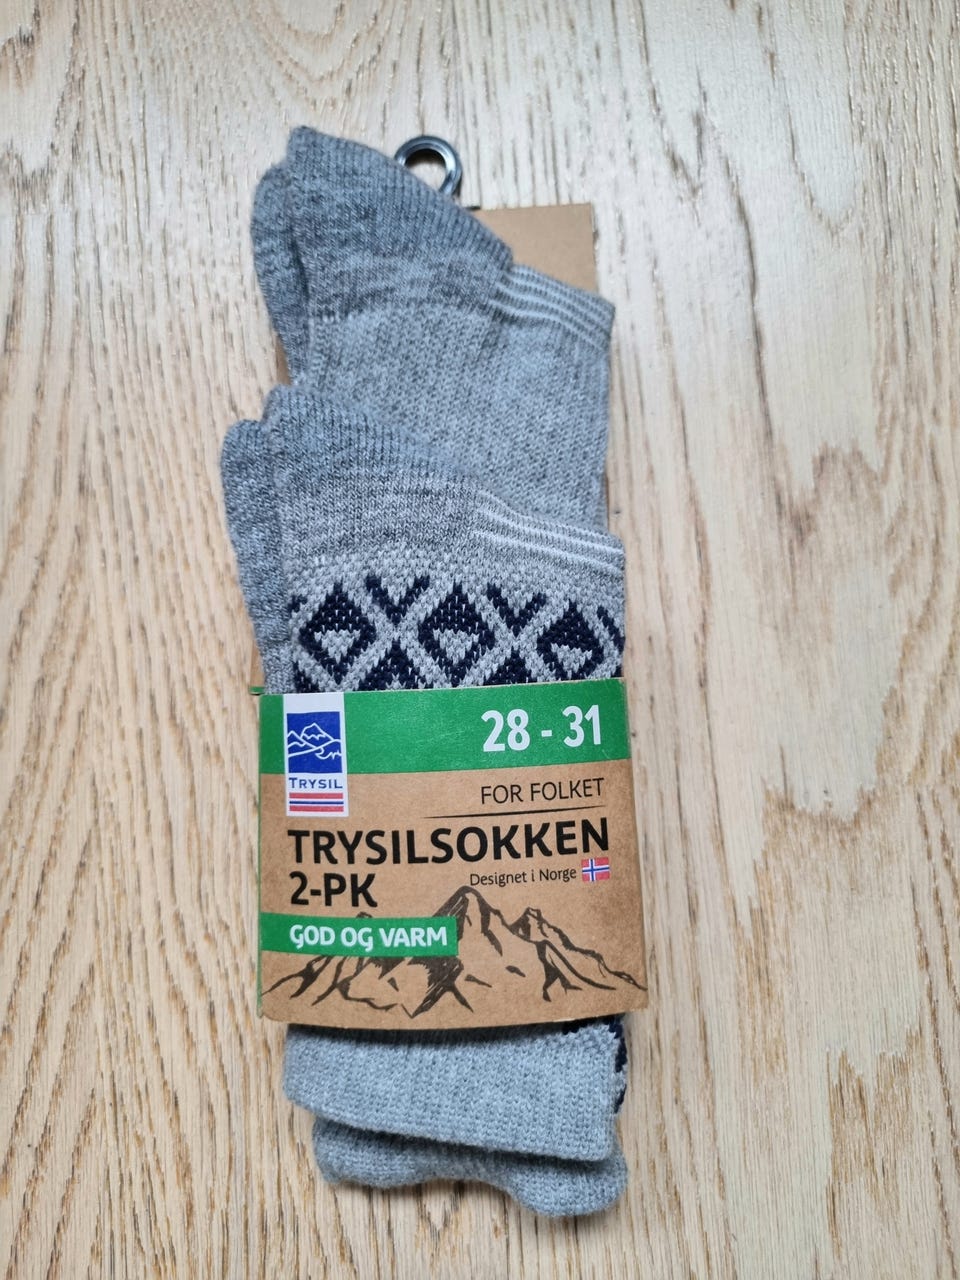 28 - 31
TRYSIL
FOR FOLKET
TRYSILSOKKEN
2-PK
Designet i Norge
GOD OG VARM